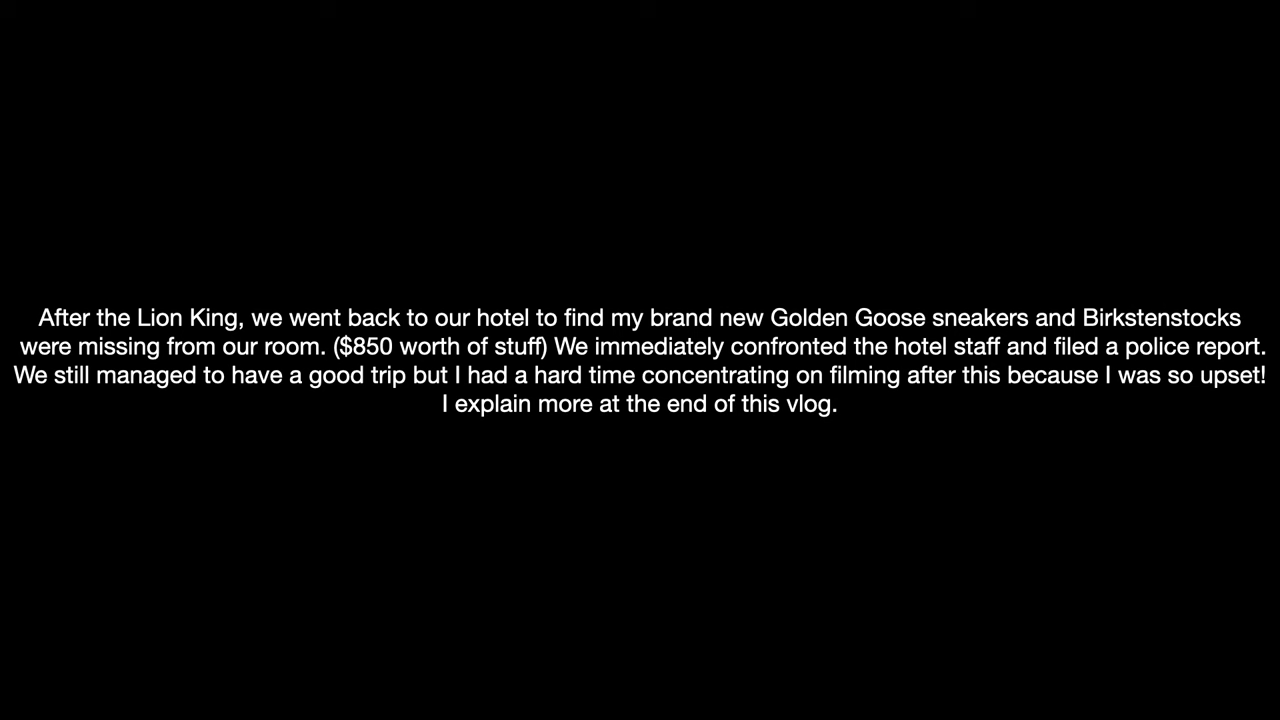 After the Lion King, we went back to our hotel to find my brand new Golden Goose sneakers and Birkstenstocks
were missing from our room. ($850 worth of stuff) We immediately confronted the hotel staff and filed a police report.
We still managed to have a good trip but I had a hard time concentrating on filming after this because I was so upset!
I explain more at the end of this vlog.